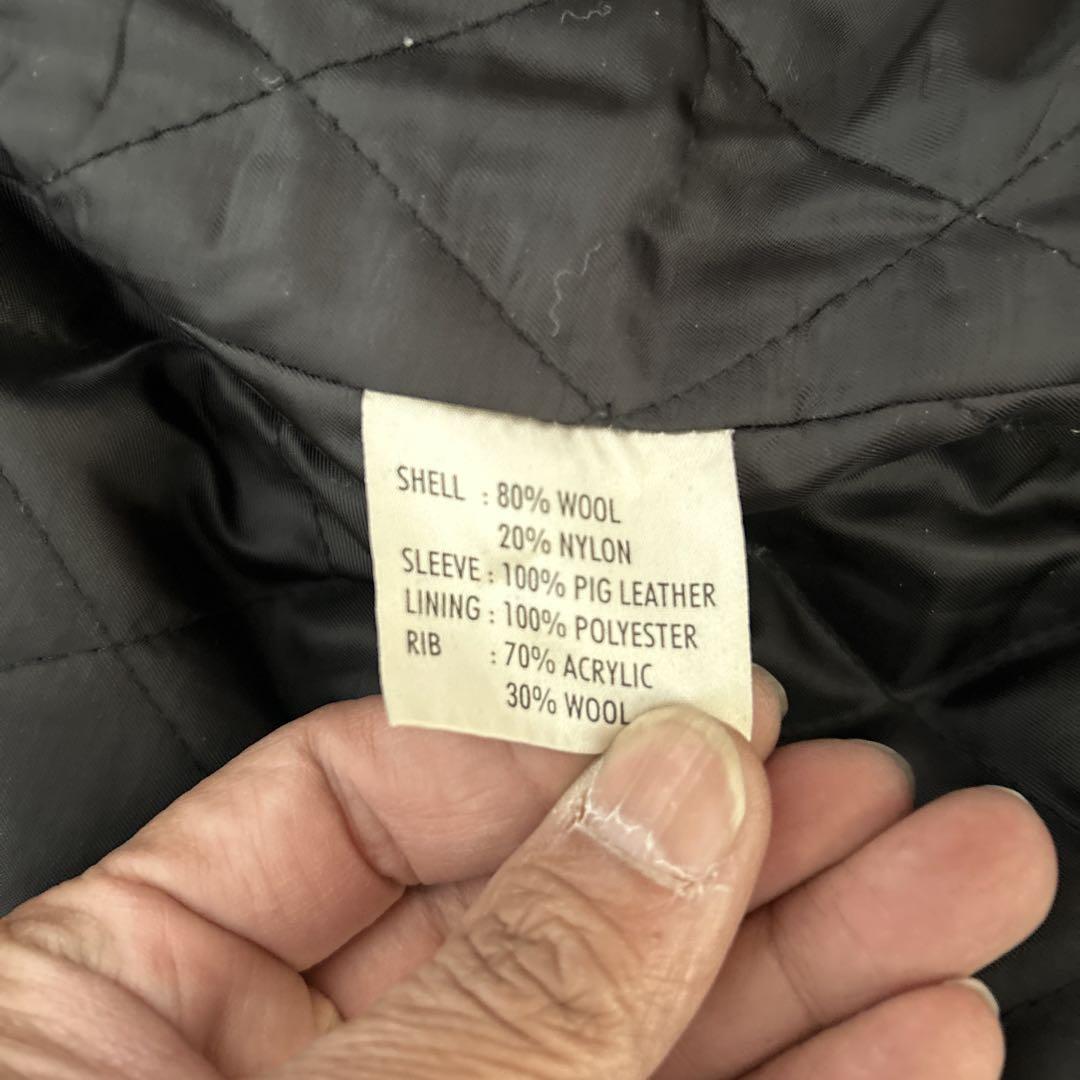 SHELL : 80% WOOL
20% NYLON
SLEEVE : 100% PIG LEATHER
LINING : 100% POLYESTER
RIB : 70% ACRYLIC
30% WOOL